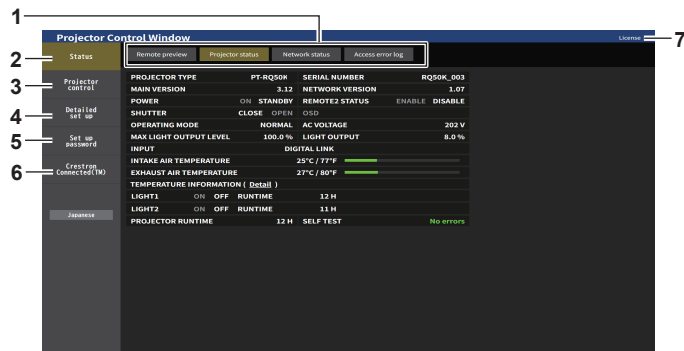 1
Projector Control Window
License
7
2
Status
Remote preview Projector status Network status Access error log
3
Projector
control
4
Detailed
set up
5
Set up
password
6
Crestron
Connected(TM)
Japanese
PROJECTOR TYPE PT-RQ50K SERIAL NUMBER RQ50K_003
MAIN VERSION 3.12 NETWORK VERSION 1.07
POWER ON STANDBY REMOTE2 STATUS ENABLE DISABLE
SHUTTER CLOSE OPEN OSD
OPERATING MODE NORMAL AC VOLTAGE 202 V
MAX LIGHT OUTPUT LEVEL 100.0 % LIGHT OUTPUT 8.0 %
INPUT DIGITAL LINK
INTAKE AIR TEMPERATURE 25°C / 77°F
EXHAUST AIR TEMPERATURE 27°C / 80°F
TEMPERATURE INFORMATION ( Detail )
LIGHT1 ON OFF RUNTIME 12 H
LIGHT2 ON OFF RUNTIME 11 H
PROJECTOR RUNTIME 12 H SELF TEST No errors